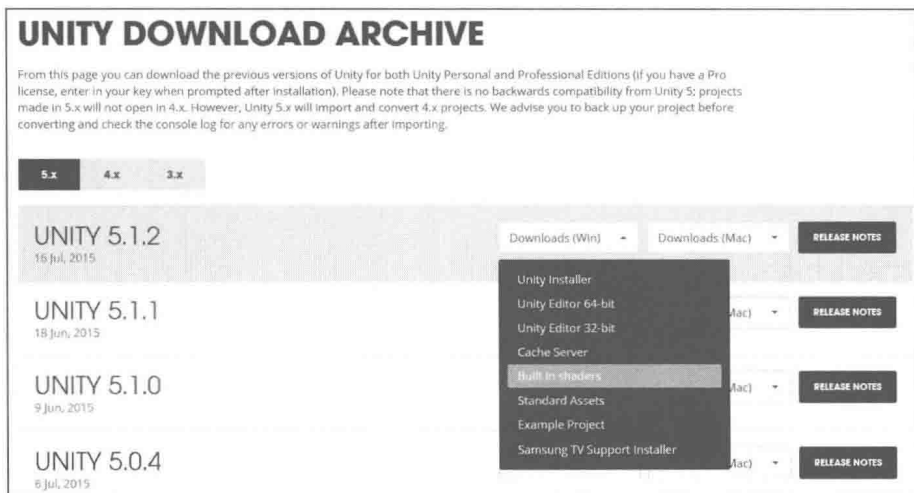 UNITY DOWNLOAD ARCHIVE
From this page you can download the previous versions of Unity for both Unity Personal and Professional Editions (if you have a Pro
license, enter in your key when prompted after installation). Please note that there is no backwards compatibility from Unity 5; projects
made in 5.x will not open in 4.x. However, Unity 5.x will import and convert 4.x projects. We advise you to back up your project before
converting and check the console log for any errors or warnings after importing.
5.x 4.x 3.x
UNITY 5.1.2 Downloads (Win) Downloads (Mac) RELEASE NOTES
16 Jul, 2015
Unity Installer
UNITY 5.1.1 Unity Editor 64-bit Mac) RELEASE NOTES
18 Jun, 2015 Unity Editor 32-bit
Cache Server
UNITY 5.1.0 Built in shaders Mac) RELEASE NOTES
9 Jun, 2015 Standard Assets
Example Project
UNITY 5.0.4 Samsung TV Support Installer Mac) RELEASE NOTES
6 Jul, 2015